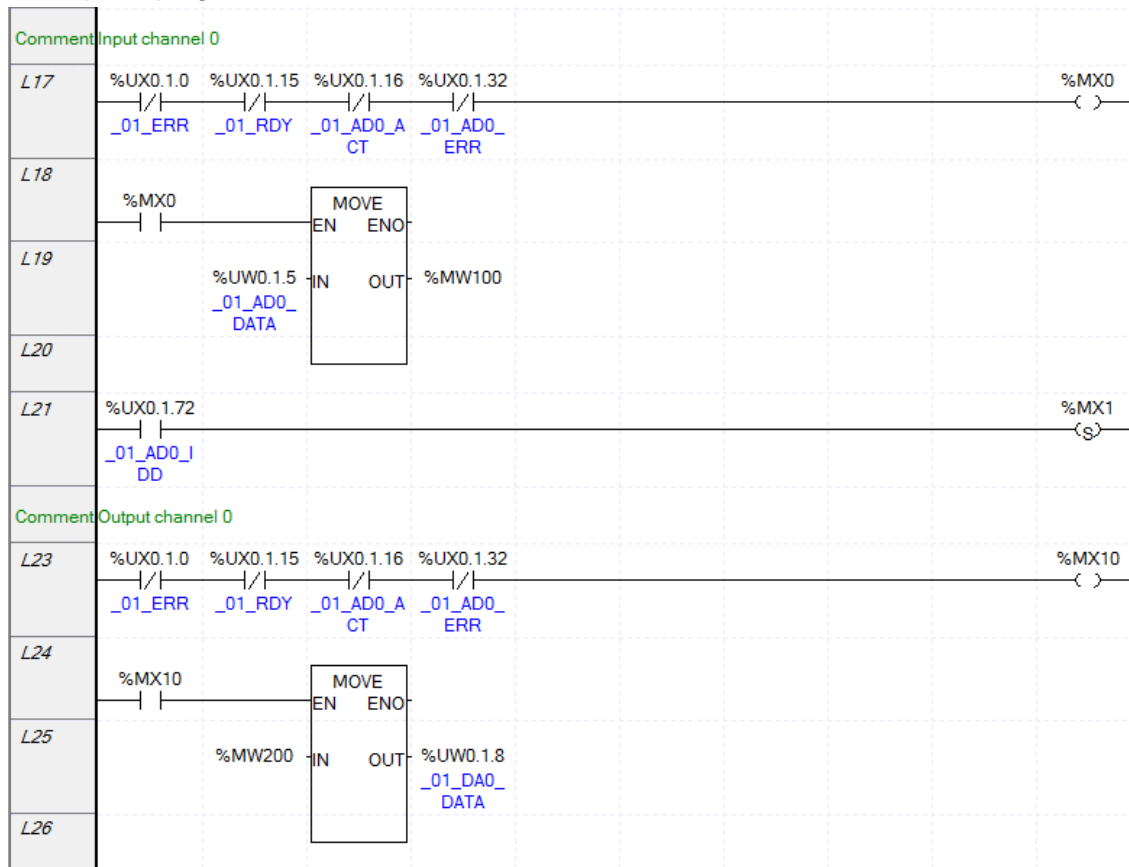 Comment Input channel 0
L17 %UX0.1.0 %UX0.1.15 %UX0.1.16 %UX0.1.32 %MX0
_01_ERR _01_RDY _01_AD0_A _01_AD0_
CT ERR
L18
%MX0 MOVE
EN ENO
L19
%UW0.1.5 IN OUT %MW100
_01_AD0_
DATA
L20
L21 %UX0.1.72 %MX1
S
_01_AD0_I
DD
Comment Output channel 0
L23 %UX0.1.0 %UX0.1.15 %UX0.1.16 %UX0.1.32 %MX10
_01_ERR _01_RDY _01_AD0_A _01_AD0_
CT ERR
L24
%MX10 MOVE
EN ENO
L25
%MW200 IN OUT %UW0.1.8
_01_DA0_
DATA
L26